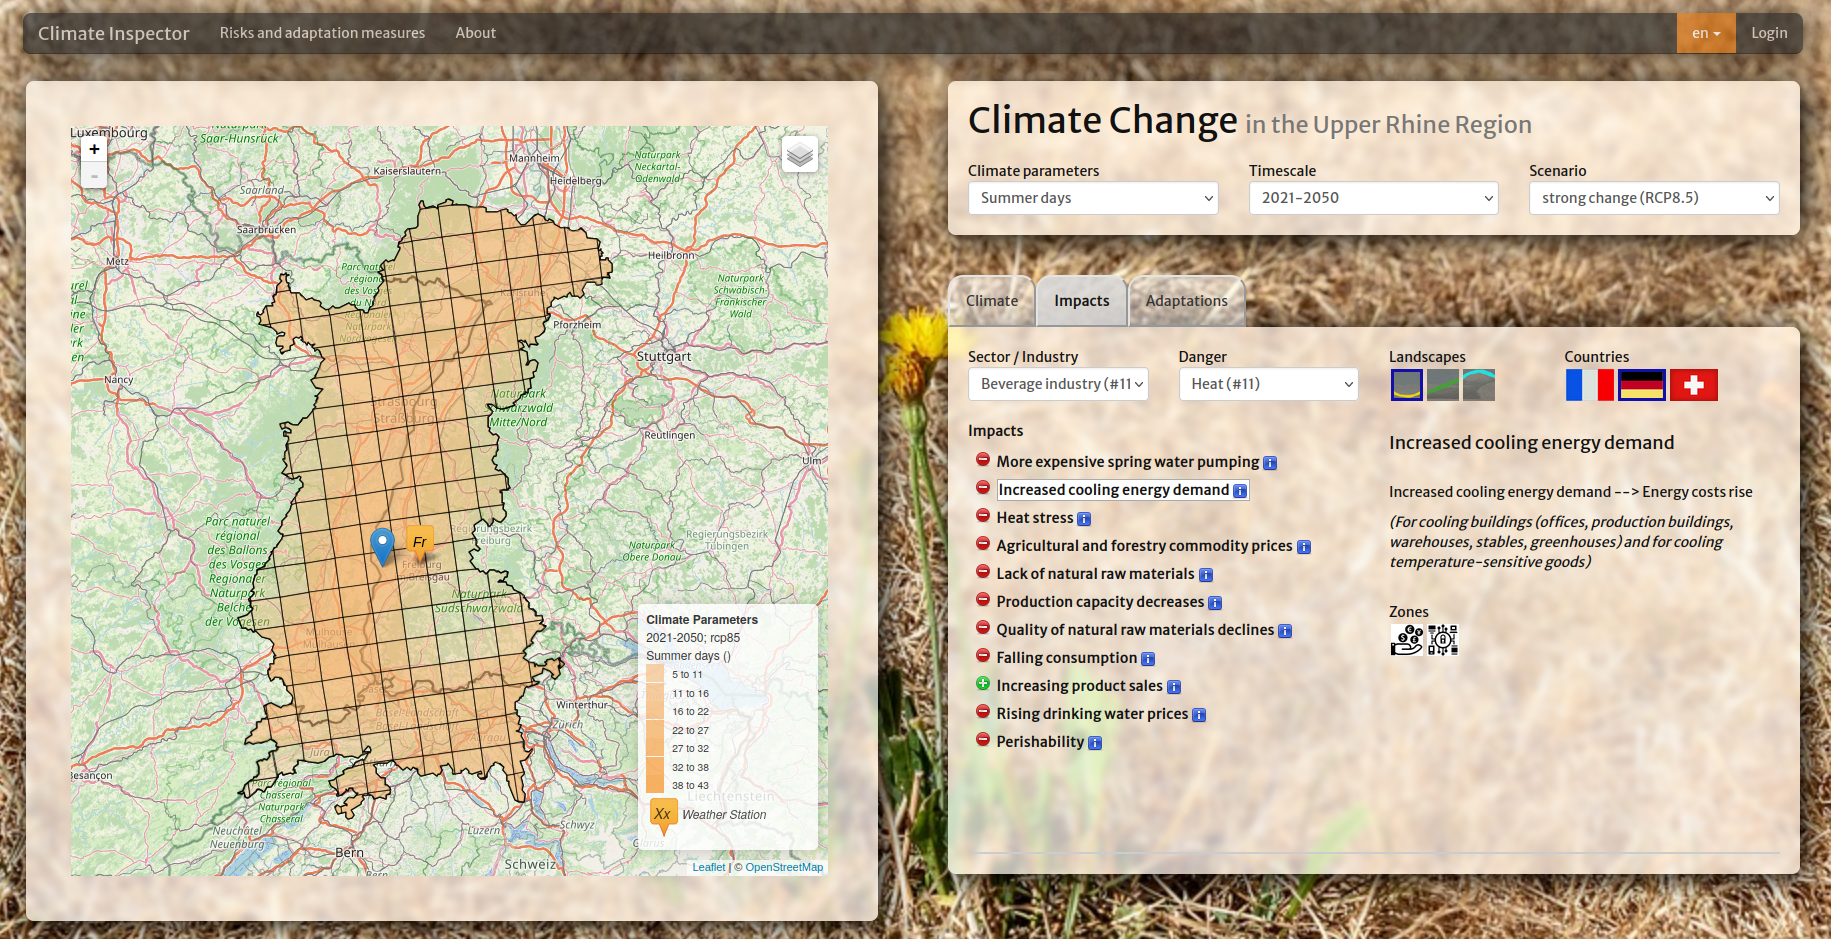 Climate Inspector
Risks and adaptation measures
About
en
Login
Luxembourg
Naturpark
Saar-Hunsrück
+
-
Kaiserslautern
Mannheim
Heidelberg
Naturpark
Neckartal-
Odenwald
Saarland
Saarbrücken
Metz
Heilbronn
Karlsruhe
Naturpark
Schwäbisch-
Fränkischer
Wald
Pforzheim
Stuttgart
Nancy
Strasbourg
Straßburg
Naturpark
Schwarzwald
Mitte/Nord
Reutlingen
Ulm
Parc naturel
régional
des Ballons
des Vosges
Regionaler
Naturpark
Belchen
der Vogesen
Fr
Freiburg
Regierungsbezirk
Tübingen
Naturpark
Obere Donau
Naturpark
Südschwarzwald
Winterthur
Zürich
Besançon
Jura
Parc régional
Chasseral
Naturpark
Chasseral
Neuchâtel
Neuenburg
Bern
Luzern
Schwyz
Schweiz
Liechtenstein
Climate Parameters
2021-2050; rcp85
Summer days ()
5 to 11
11 to 16
16 to 22
22 to 27
27 to 32
32 to 38
38 to 43
Xx
Weather Station
Leaflet | © OpenStreetMap
Climate Change in the Upper Rhine Region
Climate parameters
Timescale
Scenario
Summer days
2021-2050
strong change (RCP8.5)
Climate
Impacts
Adaptations
Sector / Industry
Danger
Landscapes
Countries
Beverage industry (#11
Heat (#11)
Impacts
More expensive spring water pumping
Increased cooling energy demand
Heat stress
Agricultural and forestry commodity prices
Lack of natural raw materials
Production capacity decreases
Quality of natural raw materials declines
Falling consumption
Increasing product sales
Rising drinking water prices
Perishability
Increased cooling energy demand
Increased cooling energy demand --> Energy costs rise
(For cooling buildings (offices, production buildings,
warehouses, stables, greenhouses) and for cooling
temperature-sensitive goods)
Zones